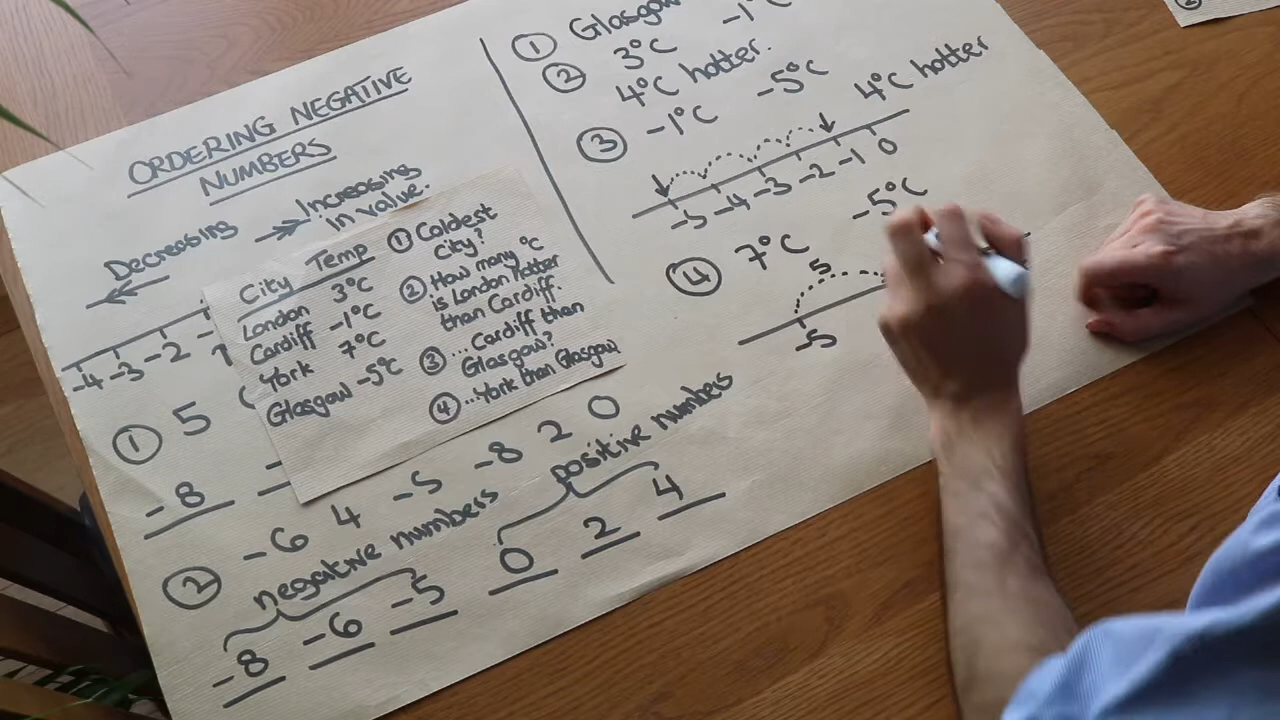 ORDERING NEGATIVE
NUMBERS
Decreasing
Increasing
in value.
-4 -3 -2
① 5
-8
City Temp
London 3°C
Cardiff -1°C
York 7°C
Glasgow -5°C
① Coldest
city?
② How many °C
is London hotter
than Cardiff.
③ ...Cardiff than
Glasgow?
④ ...York than Glasgow
② -6 4 -5 -8 2 0
negative numbers
positive numbers
-8 -6 -5 0 2 4
① Glasgow
② 3°C -1°C
4°C hotter.
③ -1°C -5°C 4°C hotter
-5 -4 -3 -2 -1 0
④ 7°C -5°C
5
-5